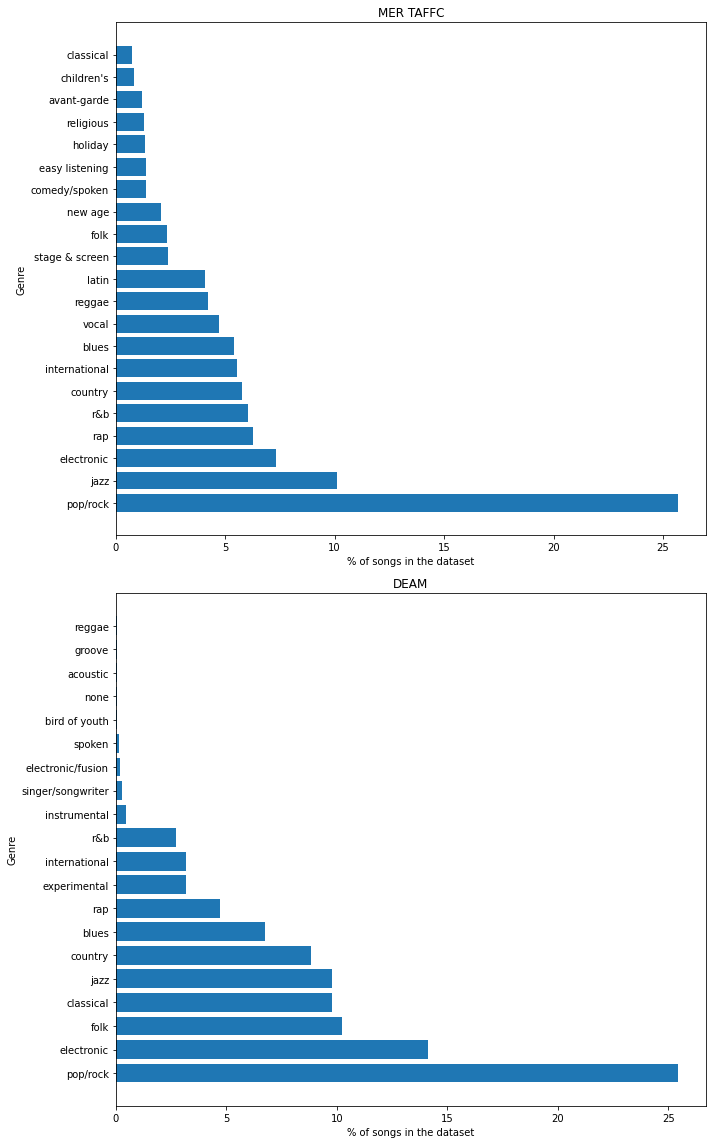 MER TAFFC
classical
children's
avant-garde
religious
holiday
easy listening
comedy/spoken
new age
folk
stage & screen
latin
reggae
vocal
blues
international
country
r&b
rap
electronic
jazz
pop/rock
Genre
0 5 10 15 20 25
% of songs in the dataset
DEAM
reggae
groove
acoustic
none
bird of youth
spoken
electronic/fusion
singer/songwriter
instrumental
r&b
international
experimental
rap
blues
country
jazz
classical
folk
electronic
pop/rock
Genre
0 5 10 15 20 25
% of songs in the dataset